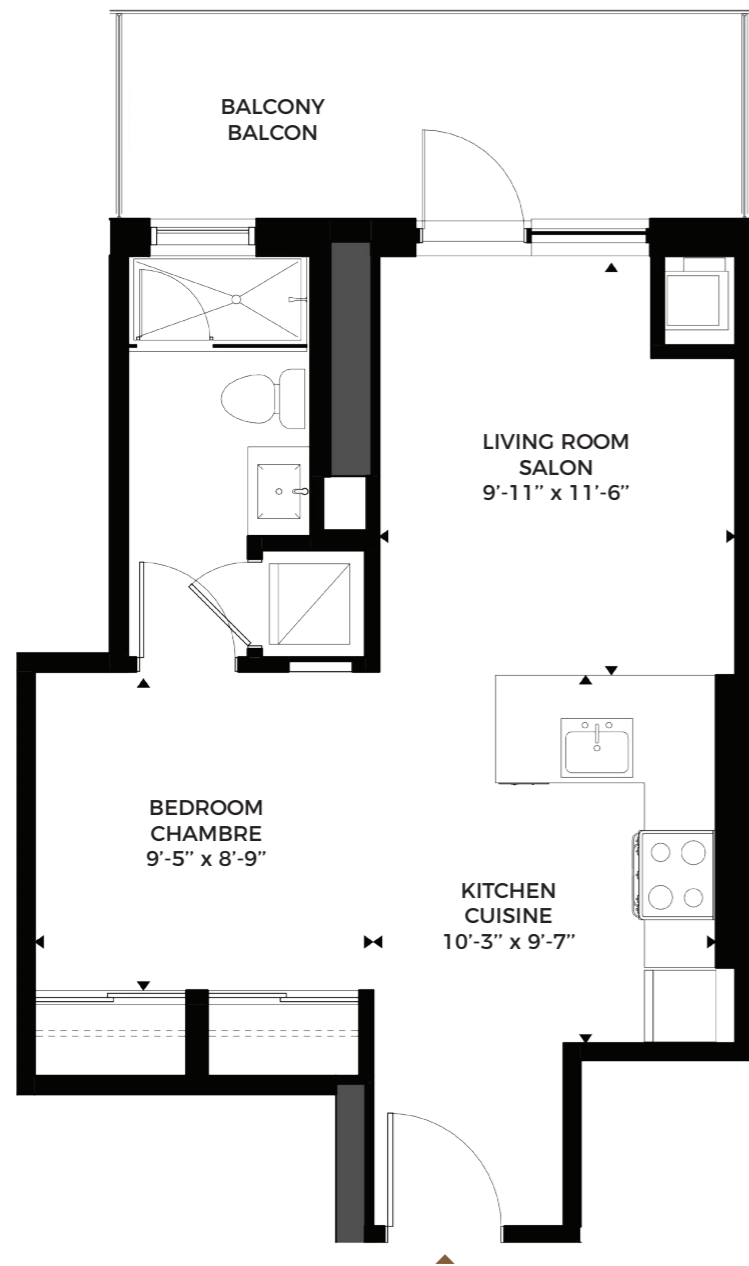 BALCONY
BALCON
LIVING ROOM
SALON
9’-11” x 11’-6”
BEDROOM
CHAMBRE
9’-5” x 8’-9”
KITCHEN
CUISINE
10’-3” x 9’-7”